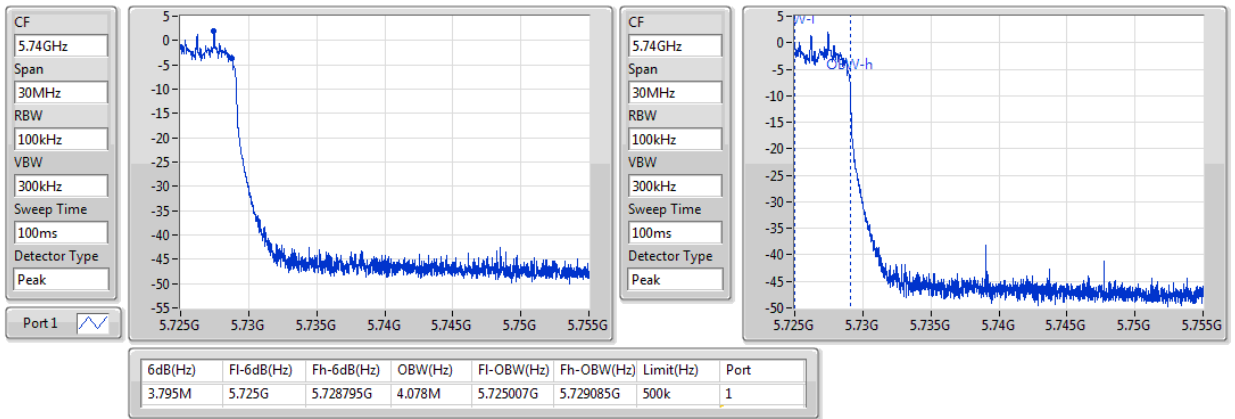 CF
5.74GHz
Span
30MHz
RBW
100kHz
VBW
300kHz
Sweep Time
100ms
Detector Type
Peak
Port 1
5
0
-5
-10
-15
-20
-25
-30
-35
-40
-45
-50
-55
5.725G 5.73G 5.735G 5.74G 5.745G 5.75G 5.755G
CF
5.74GHz
Span
30MHz
RBW
100kHz
VBW
300kHz
Sweep Time
100ms
Detector Type
Peak
5
0
-5
-10
-15
-20
-25
-30
-35
-40
-45
-50
OBW-h
5.725G 5.73G 5.735G 5.74G 5.745G 5.75G 5.755G
6dB(Hz) Fl-6dB(Hz) Fh-6dB(Hz) OBW(Hz) Fl-OBW(Hz) Fh-OBW(Hz) Limit(Hz) Port
3.795M 5.725G 5.728795G 4.078M 5.725007G 5.729085G 500k 1